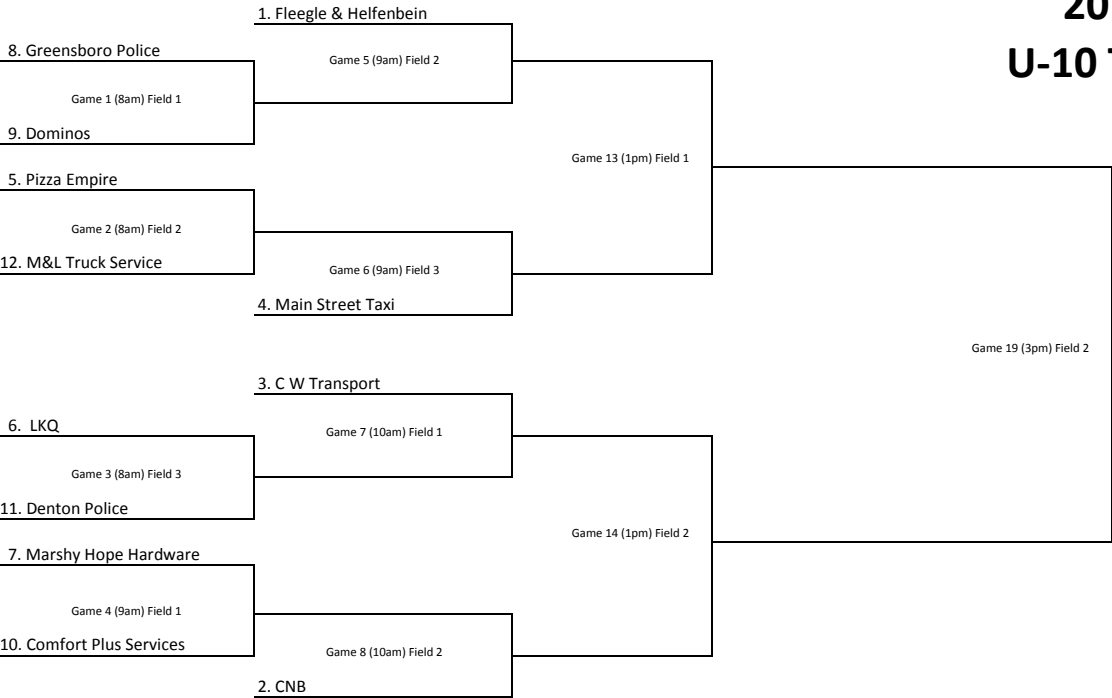 20
U-10
1. Fleegle & Helfenbein
8. Greensboro Police
Game 5 (9am) Field 2
Game 1 (8am) Field 1
9. Dominos
Game 13 (1pm) Field 1
5. Pizza Empire
Game 2 (8am) Field 2
12. M&L Truck Service
Game 6 (9am) Field 3
4. Main Street Taxi
Game 19 (3pm) Field 2
3. C W Transport
6. LKQ
Game 7 (10am) Field 1
Game 3 (8am) Field 3
11. Denton Police
Game 14 (1pm) Field 2
7. Marshy Hope Hardware
Game 4 (9am) Field 1
10. Comfort Plus Services
Game 8 (10am) Field 2
2. CNB